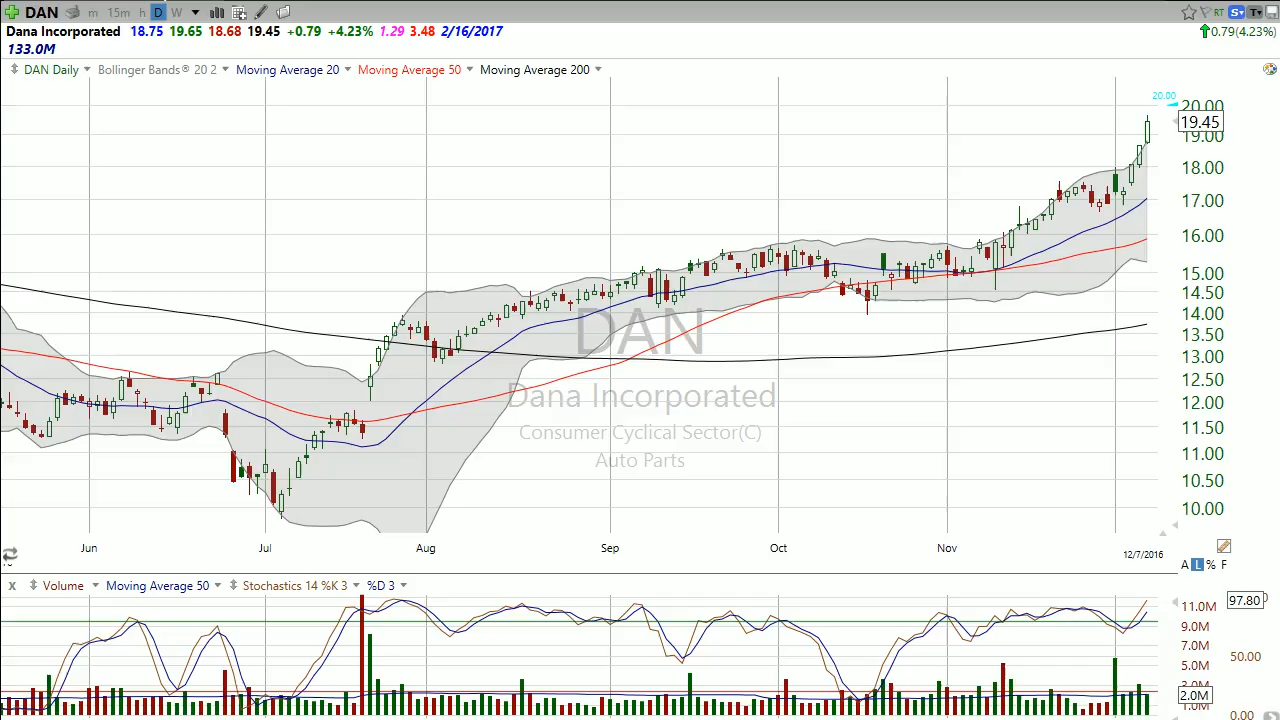 DAN m 15m h D W RT S T
Dana Incorporated 18.75 19.65 18.68 19.45 +0.79 +4.23% 1.29 3.48 2/16/2017 0.79(4.23%)
133.0M
DAN Daily Bollinger Bands® 20 2 Moving Average 20 Moving Average 50 Moving Average 200
20.00
20.00
19.45
19.00
18.00
17.00
16.00
15.00
14.50
14.00
13.50
13.00
12.50
12.00
11.50
11.00
10.50
10.00
DAN
Dana Incorporated
Consumer Cyclical Sector(C)
Auto Parts
Jun Jul Aug Sep Oct Nov 12/7/2016
A L % F
X Volume Moving Average 50 Stochastics 14 %K 3 %D 3
97.80
11.0M
9.0M
7.0M
50.00
5.0M
2.0M
1.0M
0.00